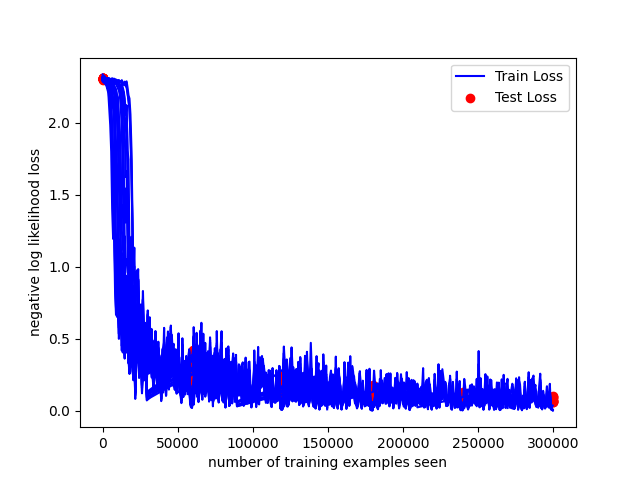 Train Loss
Test Loss
negative log likelihood loss
2.0
1.5
1.0
0.5
0.0
0 50000 100000 150000 200000 250000 300000
number of training examples seen